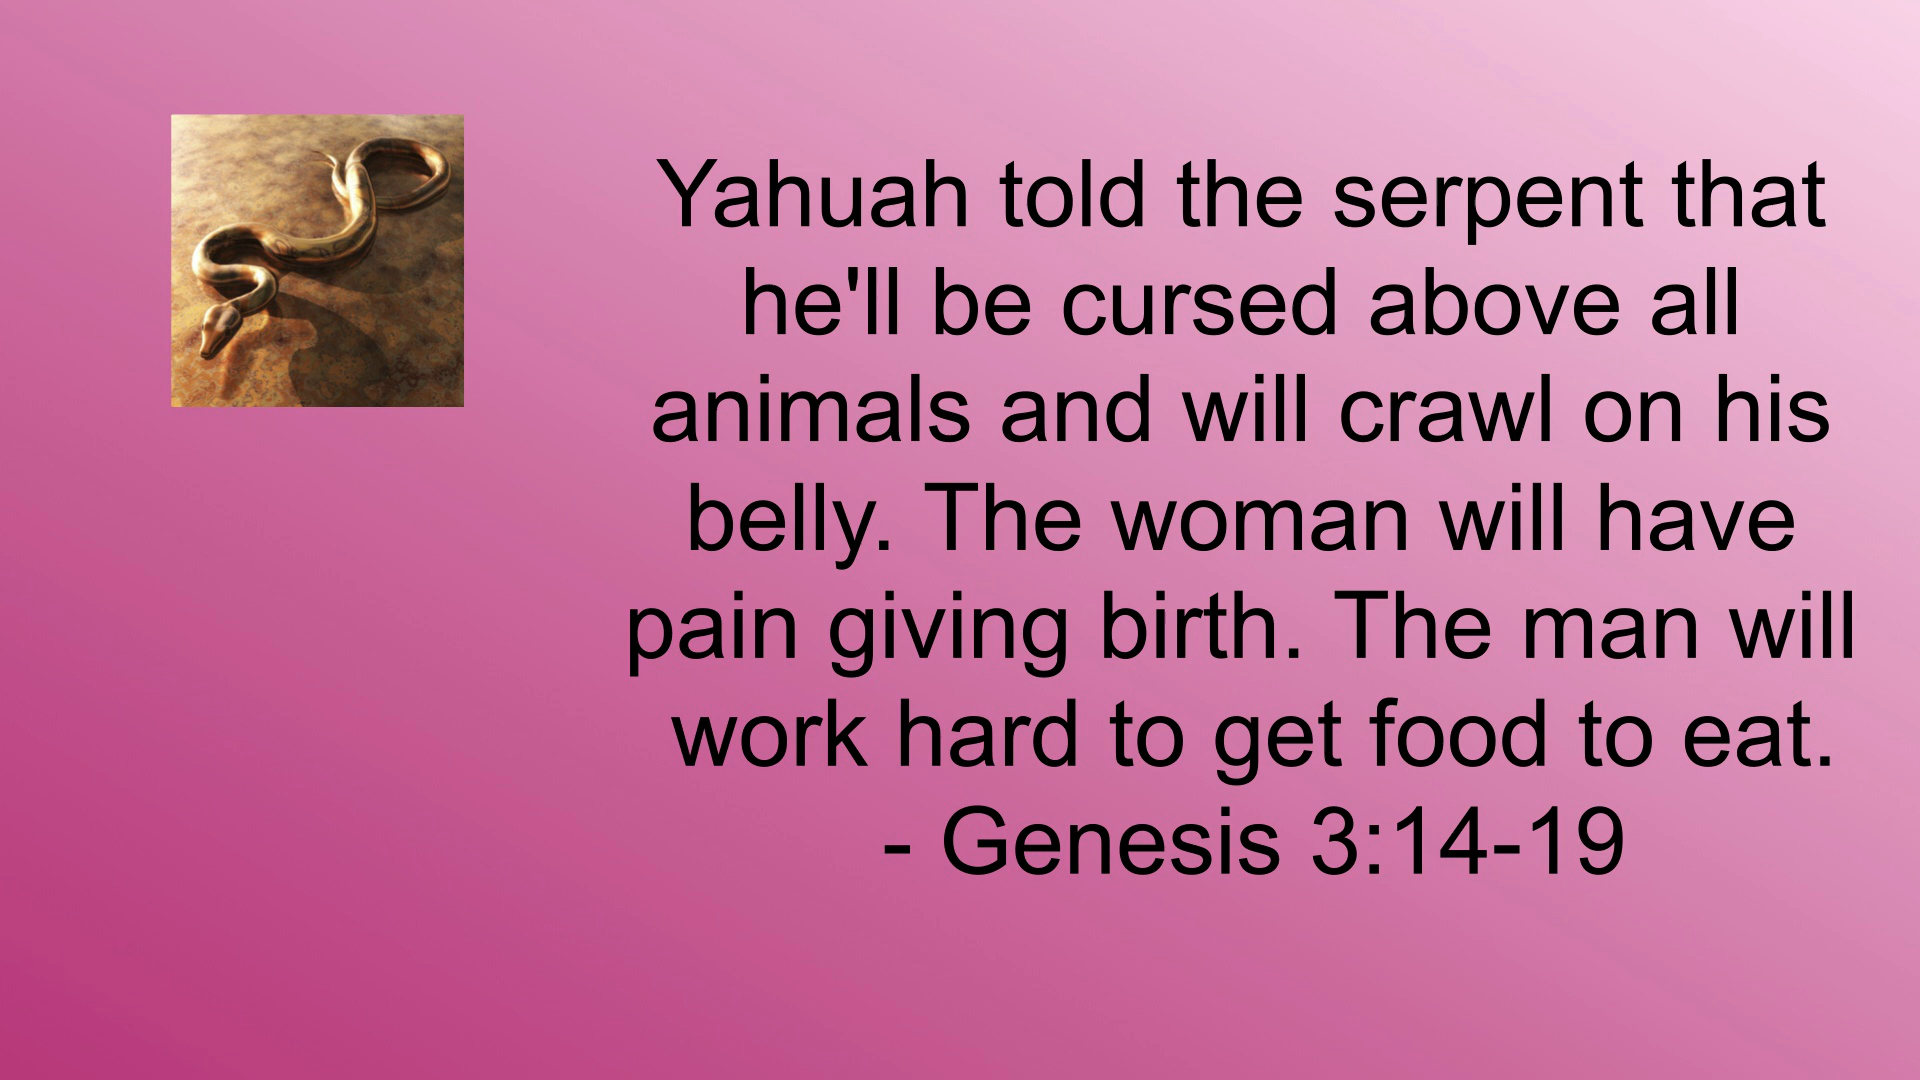 Yahuah told the serpent that
he'll be cursed above all
animals and will crawl on his
belly. The woman will have
pain giving birth. The man will
work hard to get food to eat.
- Genesis 3:14-19